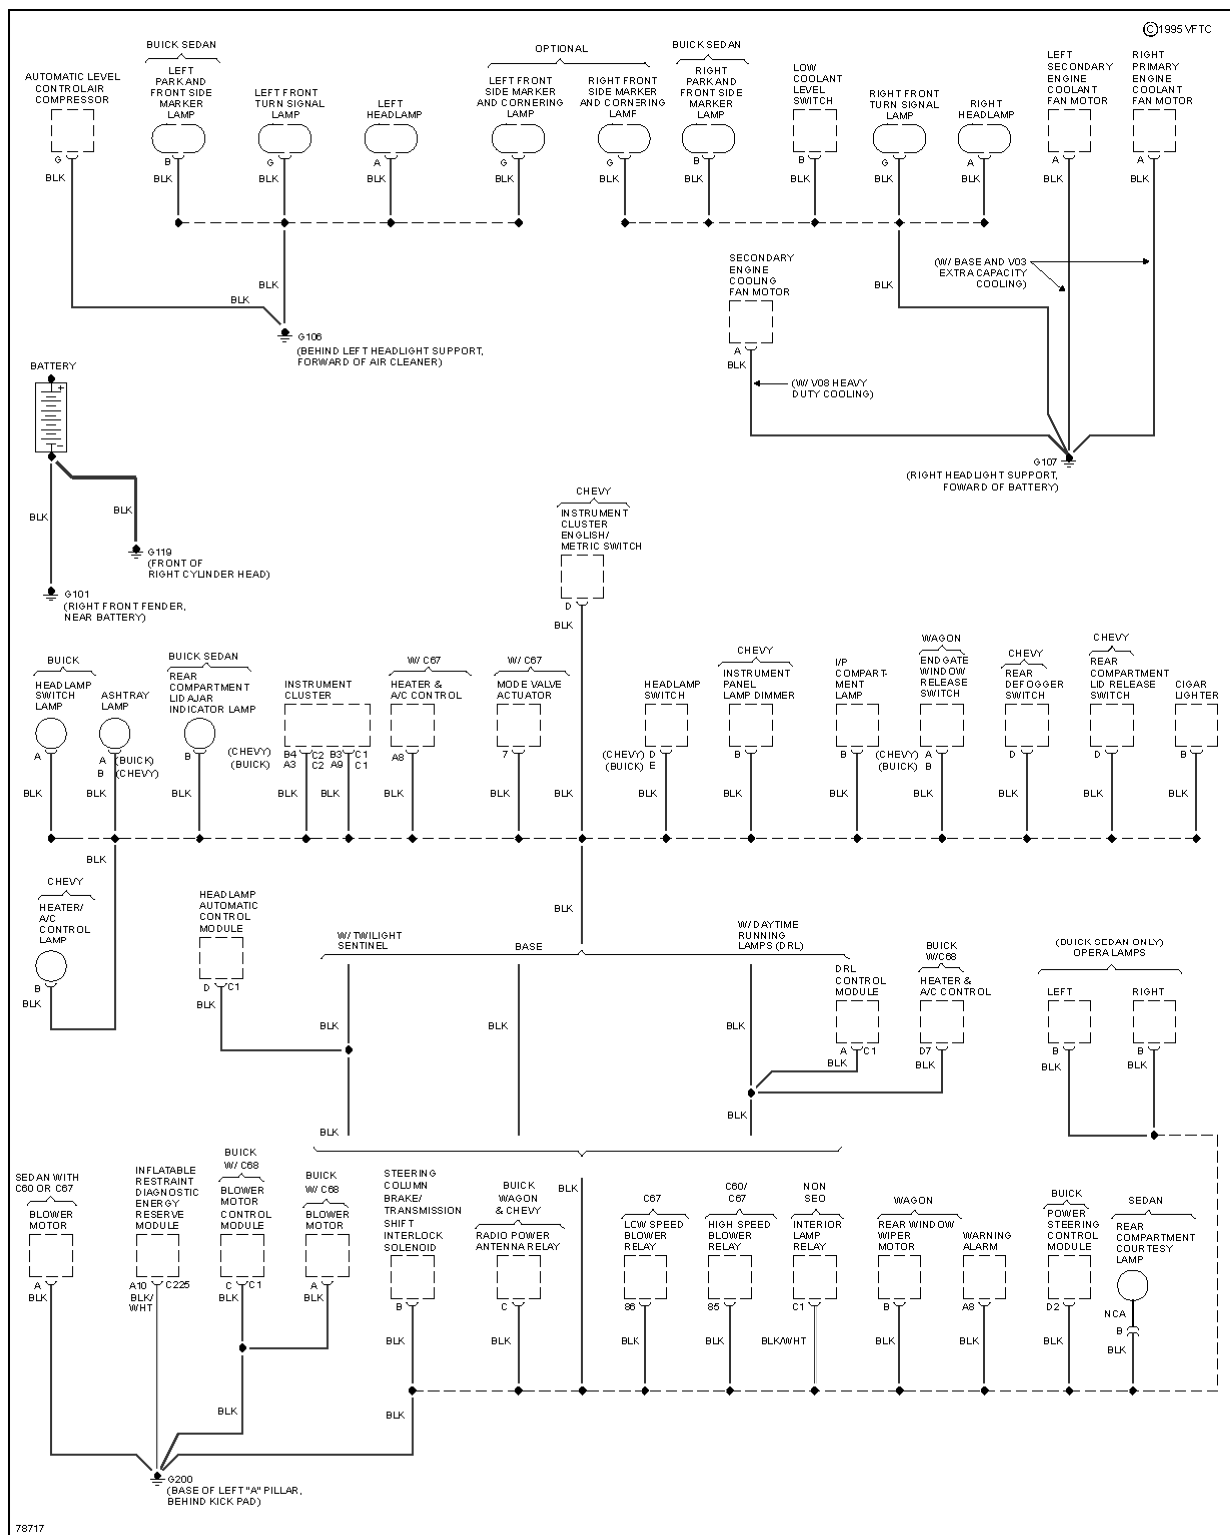 ©1995 VFTC
AUTOMATIC LEVEL
CONTROLAIR
COMPRESSOR
G
BLK
BUICK SEDAN
LEFT
PARK AND
FRONT SIDE
MARKER
LAMP
B
BLK
LEFT FRONT
TURN SIGNAL
LAMP
G
BLK
LEFT
HEADLAMP
A
BLK
OPTIONAL
LEFT FRONT
SIDE MARKER
AND CORNERING
LAMP
G
BLK
RIGHT FRONT
SIDE MARKER
AND CORNERING
LAMF
G
BLK
BUICK SEDAN
RIGHT
PARK AND
FRONT SIDE
MARKER
LAMP
B
BLK
LOW
COOLANT
LEVEL
SWITCH
B
BLK
RIGHT FRONT
TURN SIGNAL
LAMP
G
BLK
RIGHT
HEADLAMP
A
BLK
LEFT
SECONDARY
ENGINE
COOLANT
FAN MOTOR
A
BLK
RIGHT
PRIMARY
ENGINE
COOLANT
FAN MOTOR
A
BLK
BLK
BLK
G106
(BEHIND LEFT HEADLIGHT SUPPORT,
FORWARD OF AIR CLEANER)
SECONDARY
ENGINE
COOLING
FAN MOTOR
A
BLK
(W/ V08 HEAVY
DUTY COOLING)
BLK
(W/ BASE AND V03
EXTRA CAPACITY
COOLING)
G107
(RIGHT HEADLIGHT SUPPORT,
FOWARD OF BATTERY)
BATTERY
+
-
BLK
BLK
G119
(FRONT OF
RIGHT CYLINDER HEAD)
G101
(RIGHT FRONT FENDER,
NEAR BATTERY)
CHEVY
INSTRUMENT
CLUSTER
ENGLISH/
METRIC SWITCH
D
BLK
BUICK
HEADLAMP
SWITCH
LAMP
A
BLK
ASHTRAY
LAMP
A (BUICK)
B (CHEVY)
BLK
BUICK SEDAN
REAR
COMPARTMENT
LID AJAR
INDICATOR LAMP
B
BLK
INSTRUMENT
CLUSTER
(CHEVY) B4 C2 B3 C1
(BUICK) A3 C2 A9 C1
BLK
BLK
W/ C67
HEATER &
A/C CONTROL
A8
BLK
W/ C67
MODE VALVE
ACTUATOR
7
BLK
BLK
HEADLAMP
SWITCH
(CHEVY) D
(BUICK) E
BLK
CHEVY
INSTRUMENT
PANEL
LAMP DIMMER
B
BLK
I/P
COMPART-
MENT
LAMP
B
BLK
WAGON
ENDGATE
WINDOW
RELEASE
SWITCH
(CHEVY) A
(BUICK) B
BLK
CHEVY
REAR
DEFOGGER
SWITCH
D
BLK
CHEVY
REAR
COMPARTMENT
LID RELEASE
SWITCH
D
BLK
CIGAR
LIGHTER
B
BLK
BLK
CHEVY
HEATER/
A/C
CONTROL
LAMP
B
BLK
HEADLAMP
AUTOMATIC
CONTROL
MODULE
D C1
BLK
BLK
W/ TWILIGHT
SENTINEL
BASE
W/ DAYTIME
RUNNING
LAMPS (DRL)
BLK
BLK
BLK
DRL
CONTROL
MODULE
A C1
BLK
BUICK
W/C68
HEATER &
A/C CONTROL
D7
BLK
(DUICK SEDAN ONLY)
OPERA LAMPS
LEFT
B
BLK
RIGHT
B
BLK
BLK
BLK
SEDAN WITH
C60 OR C67
BLOWER
MOTOR
A
BLK
INFLATABLE
RESTRAINT
DIAGNOSTIC
ENERGY
RESERVE
MODULE
A10 C225
BLK/
WHT
BUICK
W/ C68
BLOWER
MOTOR
CONTROL
MODULE
C C1
BLK
BUICK
W/ C68
BLOWER
MOTOR
A
BLK
STEERING
COLUMN
BRAKE/
TRANSMISSION
SHIFT
INTERLOCK
SOLENOID
B
BLK
BUICK
WAGON
& CHEVY
RADIO POWER
ANTENNA RELAY
C
BLK
BLK
C67
LCW SPEED
BLOWER
RELAY
86
BLK
C60/
C67
HIGH SPEED
BLOWER
RELAY
85
BLK
NON
SEO
INTERIOR
LAMP
RELAY
C1
BLK/WHT
WAGON
REAR WINDOW
WIPER
MOTOR
B
BLK
WARNING
ALARM
A8
BLK
BUICK
POWER
STEERING
CONTROL
MODULE
D2
BLK
SEDAN
REAR
COMPARTMENT
COURTESY
LAMP
NCA
B
BLK
BLK
BLK
G200
(BASE OF LEFT "A" PILLAR,
BEHIND KICK PAD)
78717